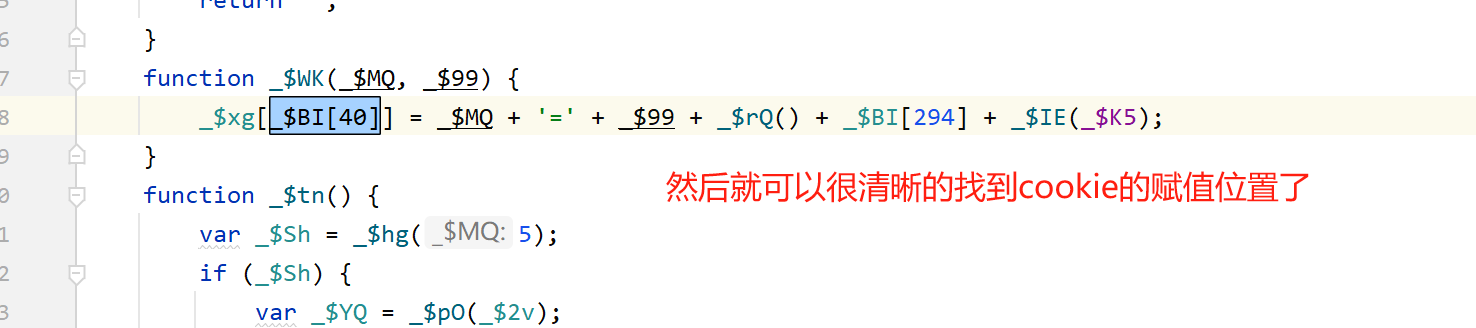 return '';
6 }
7 function _$WK(_$MQ, _$99) {
8 _$xg[_$BI[40]] = _$MQ + '=' + _$99 + _$rQ() + _$BI[294] + _$IE(_$K5);
9 }
0 function _$tn() {
然后就可以很清晰的找到cookie的赋值位置了
1 var _$Sh = _$hg( _$MQ: 5);
2 if (_$Sh) {
3 var _$YQ = _$pO(_$2v);